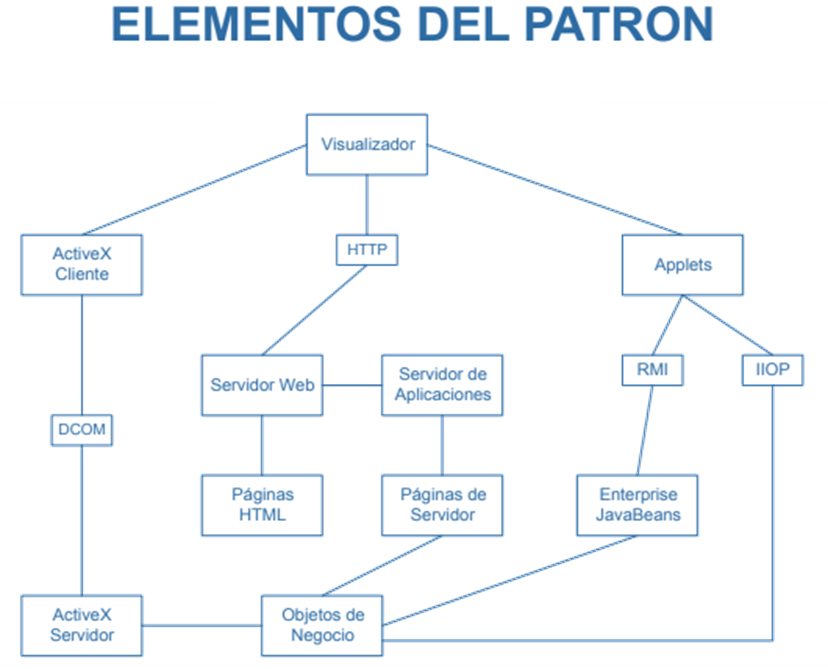 ELEMENTOS DEL PATRON
Visualizador
ActiveX
Cliente
HTTP
Applets
Servidor Web
Servidor de
Aplicaciones
RMI
IIOP
DCOM
Páginas
HTML
Páginas de
Servidor
Enterprise
JavaBeans
ActiveX
Servidor
Objetos de
Negocio